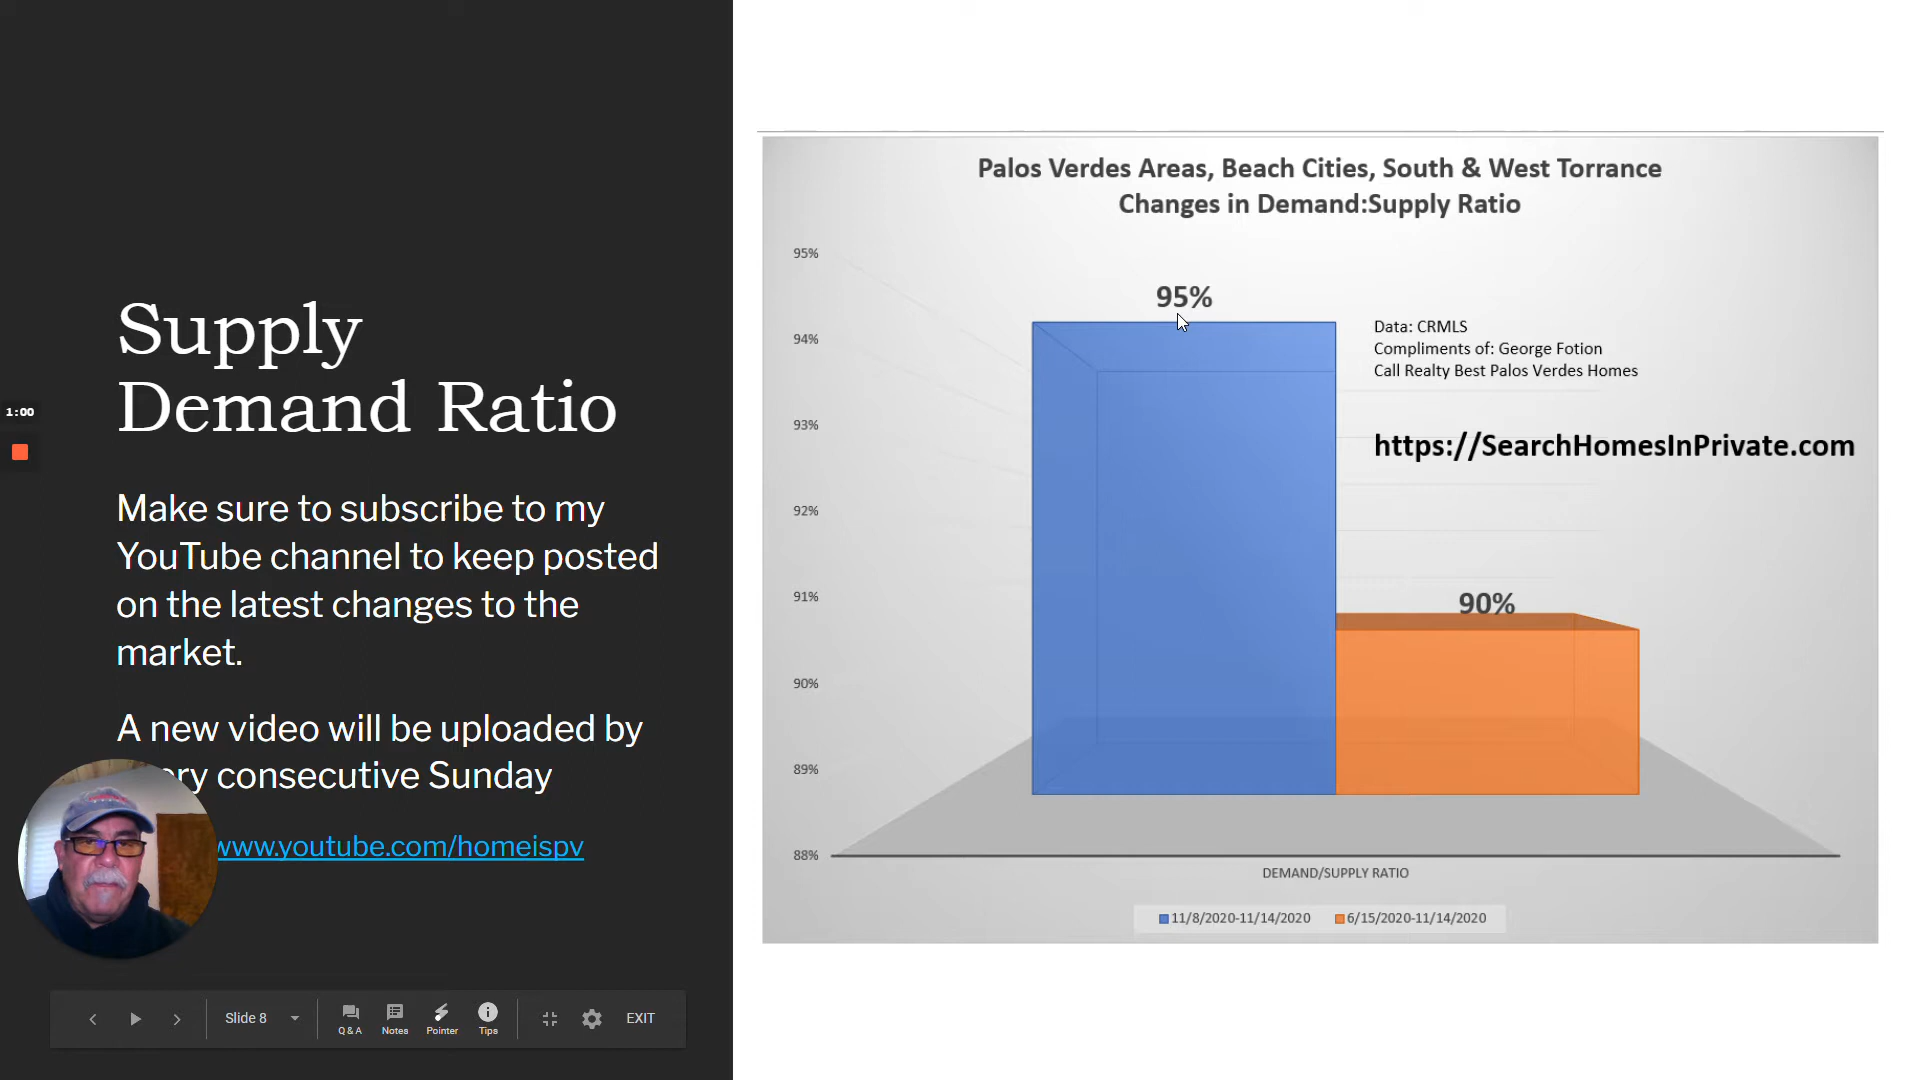 Supply
Demand Ratio
Make sure to subscribe to my
YouTube channel to keep posted
on the latest changes to the
market.
A new video will be uploaded by
consecutive Sunday
www.youtube.com/homeispv
1:00
Slide 8
Q & A
Notes
Pointer
Tips
EXIT
Palos Verdes Areas, Beach Cities, South & West Torrance
Changes in Demand:Supply Ratio
95%
94%
93%
92%
91%
90%
89%
88%
95%
90%
Data: CRMLS
Compliments of: George Fotion
Call Realty Best Palos Verdes Homes
https://SearchHomesInPrivate.com
DEMAND/SUPPLY RATIO
11/8/2020-11/14/2020
6/15/2020-11/14/2020